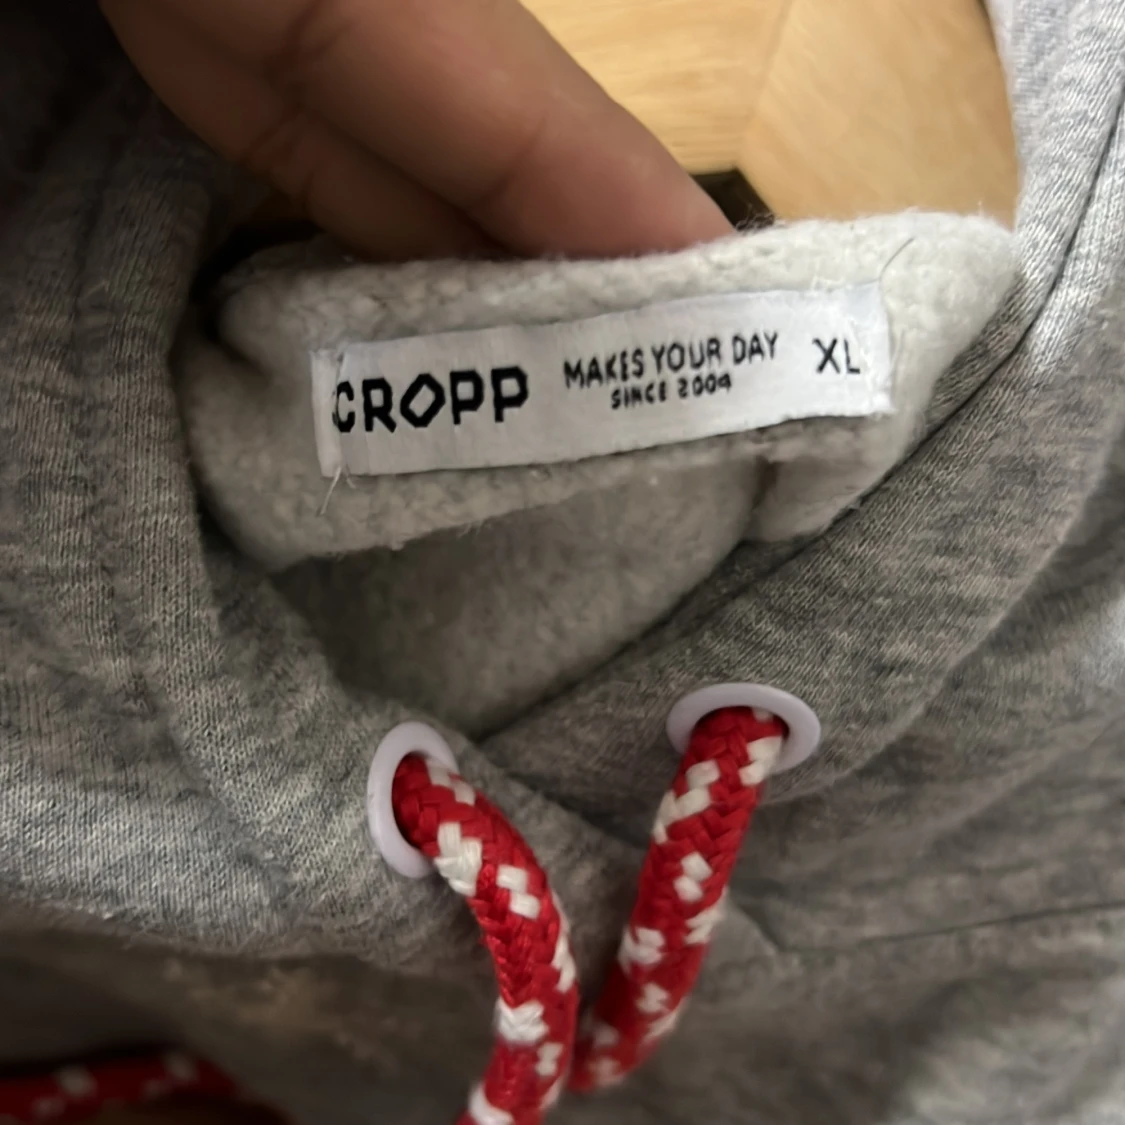 CROPP
MAKES YOUR DAY
SINCE 2004
XL